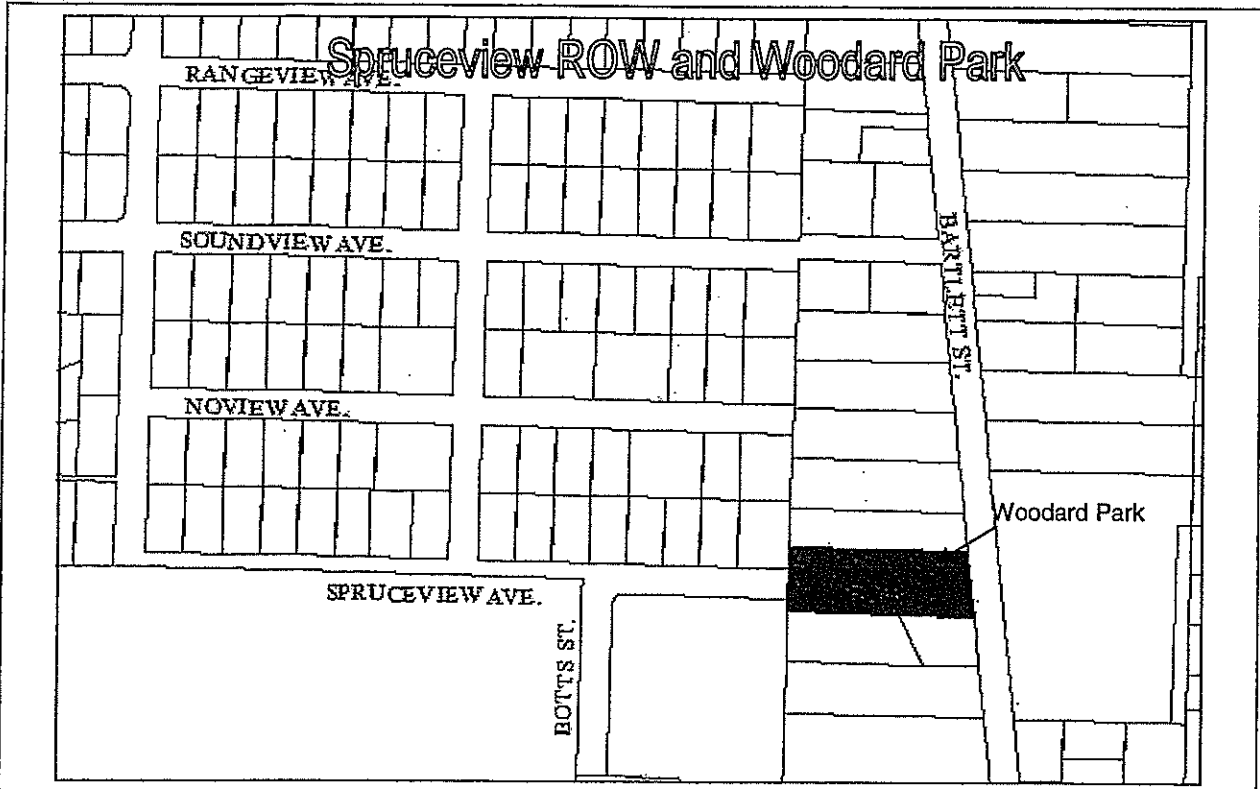 Spruceview ROW and Woodard Park
RANGEVIEW AVE.
SOUNDVIEW AVE.
BARTLETT ST.
NOVIEW AVE.
Woodard Park
SPRUCEVIEW AVE.
BOTTS ST.